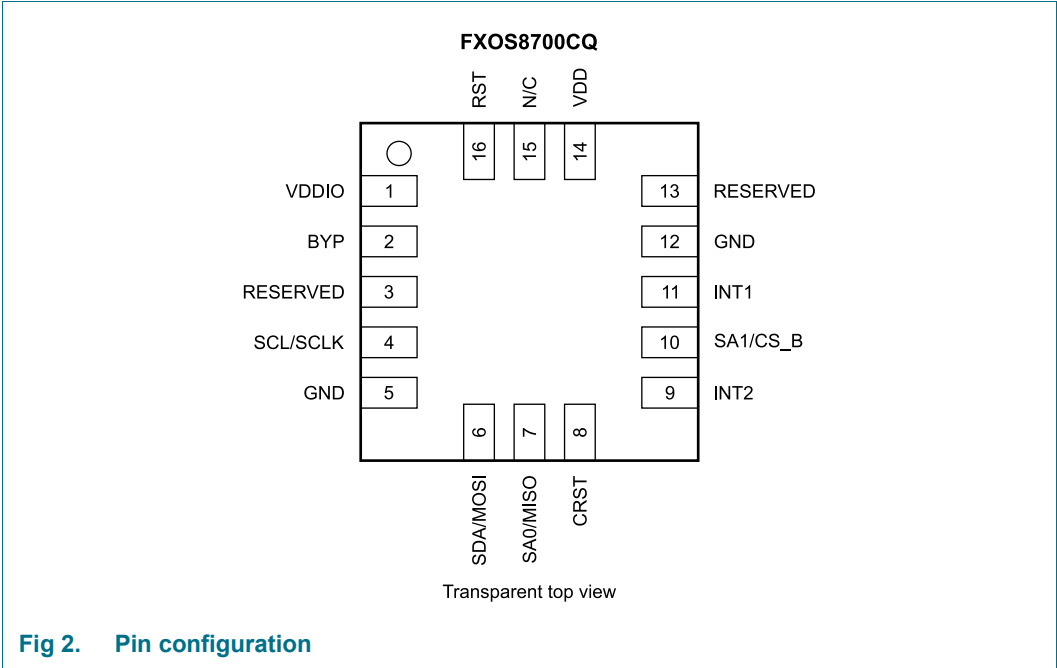 FXOS8700CQ
RST
N/C
VDD
16
15
14
VDDIO
1
13
RESERVED
BYP
2
12
GND
RESERVED
3
11
INT1
SCL/SCLK
4
10
SA1/CS_B
GND
5
9
INT2
6
7
8
SDA/MOSI
SA0/MISO
CRST
Transparent top view
Fig 2. Pin configuration